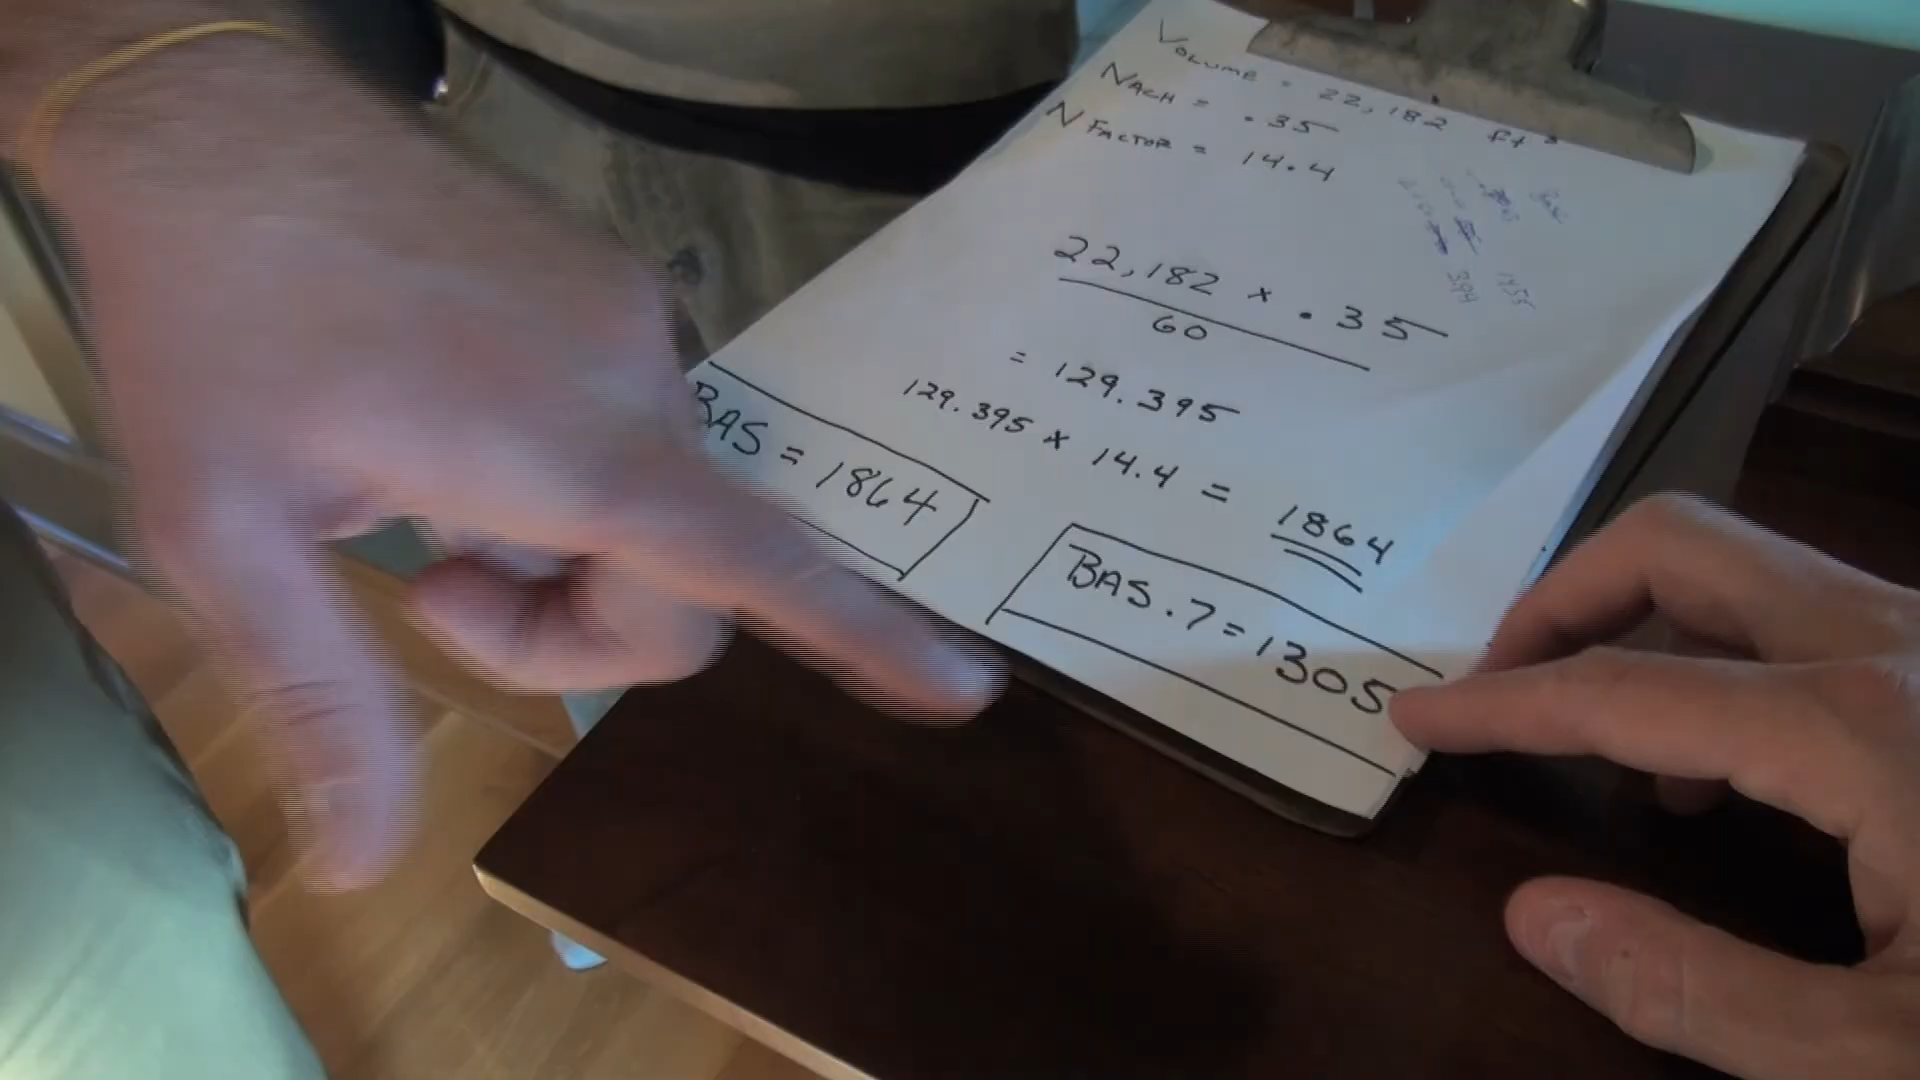 VOLUME = 22,182 ft³
NACH = .35
N FACTOR = 14.4
22,182 x .35
60
= 129.395
129.395 x 14.4 = 1864
BAS = 1864
BAS .7 = 1305